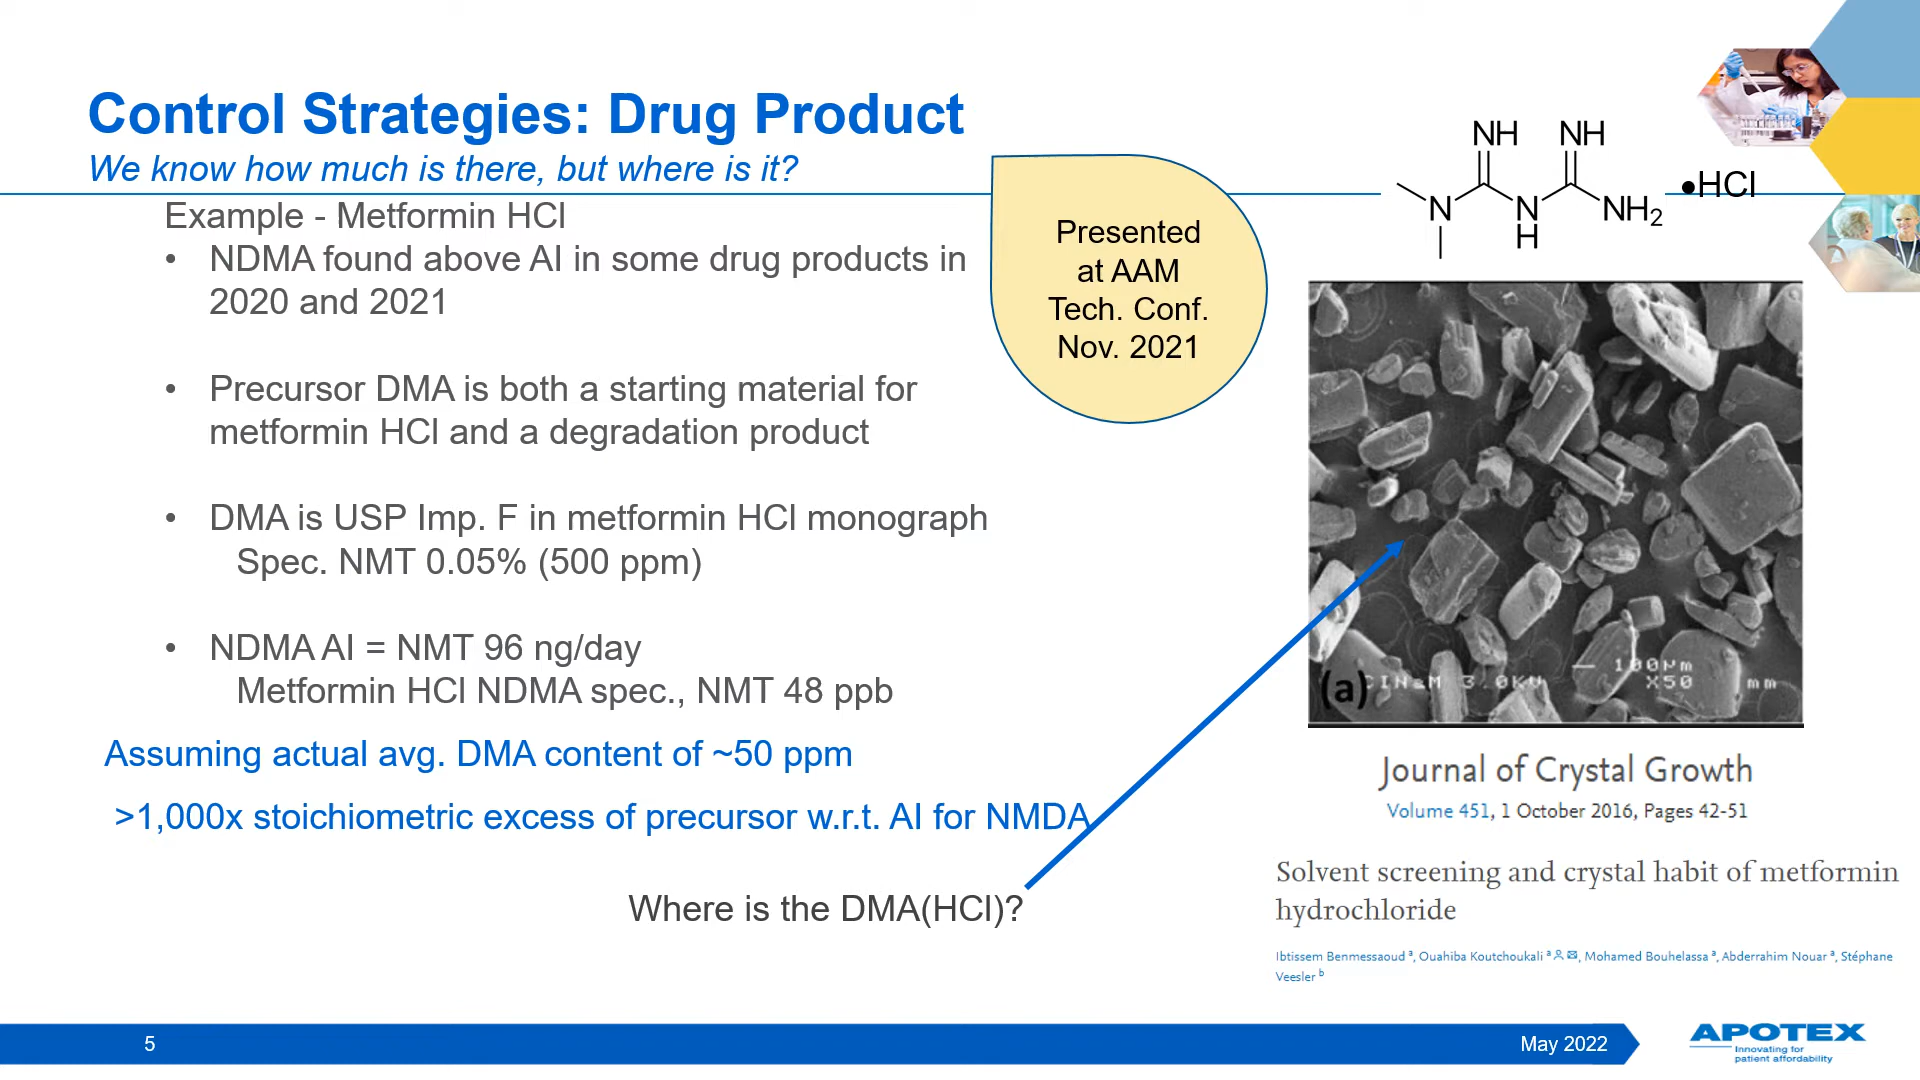 Control Strategies: Drug Product
We know how much is there, but where is it?
Example - Metformin HCl
• NDMA found above AI in some drug products in
2020 and 2021
• Precursor DMA is both a starting material for
metformin HCl and a degradation product
• DMA is USP Imp. F in metformin HCl monograph
Spec. NMT 0.05% (500 ppm)
• NDMA AI = NMT 96 ng/day
Metformin HCl NDMA spec., NMT 48 ppb
Assuming actual avg. DMA content of ~50 ppm
>1,000x stoichiometric excess of precursor w.r.t. AI for NMDA
Where is the DMA(HCl)?
Presented
at AAM
Tech. Conf.
Nov. 2021
NH NH
N N NH2 •HCl
H
100µm
(a) CINaM 3.0KV X50 mm
Journal of Crystal Growth
Volume 451, 1 October 2016, Pages 42-51
Solvent screening and crystal habit of metformin
hydrochloride
Ibtissem Benmessaoud a, Ouahiba Koutchoukali a, Mohamed Bouhelassa a, Abderrahim Nouar a, Stéphane
Veesler b
5
May 2022
APOTEX
Innovating for
patient affordability